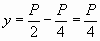 y = P/2 − P/4 = P/4